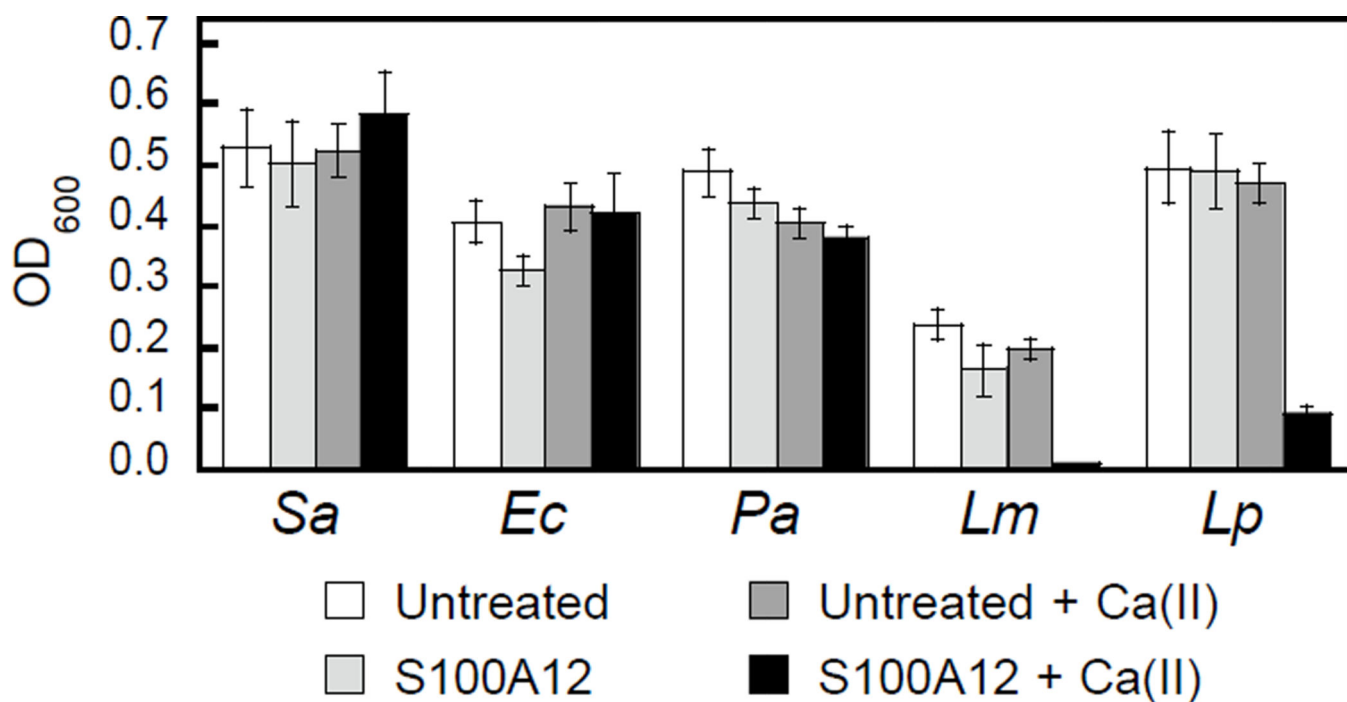 0.7
0.6
0.5
0.4
0.3
0.2
0.1
0.0
OD600
Sa Ec Pa Lm Lp
Untreated Untreated + Ca(II)
S100A12 S100A12 + Ca(II)